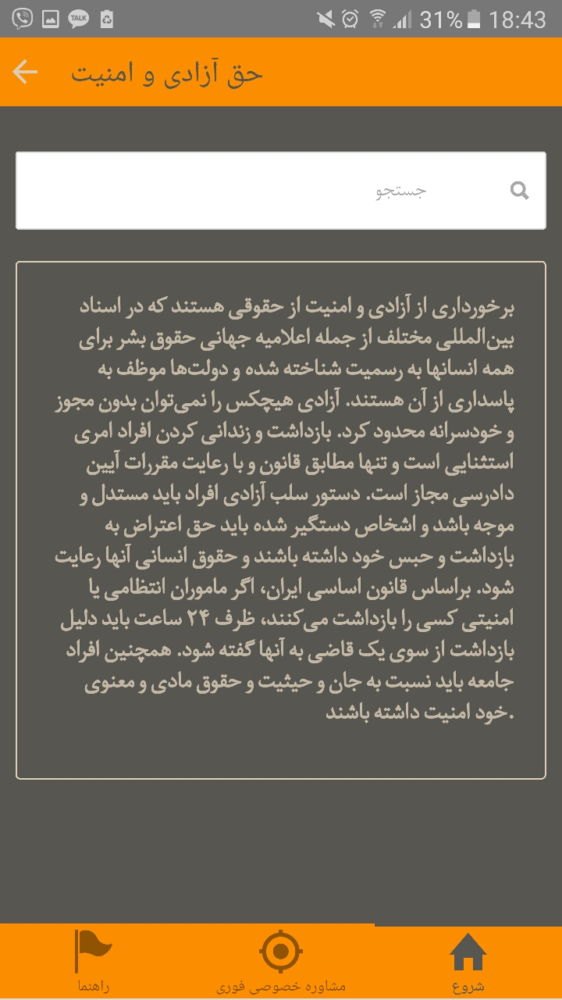 TALK
31%
18:43
حق آزادی و امنیت
جستجو
برخورداری از آزادی و امنیت از حقوقی هستند که در اسناد
بین‌المللی مختلف از جمله اعلامیه جهانی حقوق بشر برای
همه انسانها به رسمیت شناخته شده و دولت‌ها موظف به
پاسداری از آن هستند. آزادی هیچکس را نمی‌توان بدون مجوز
و خودسرانه محدود کرد. بازداشت و زندانی کردن افراد امری
استثنایی است و تنها مطابق قانون و با رعایت مقررات آیین
دادرسی مجاز است. دستور سلب آزادی افراد باید مستدل و
موجه باشد و اشخاص دستگیر شده باید حق اعتراض به
بازداشت و حبس خود داشته باشند و حقوق انسانی آنها رعایت
شود. براساس قانون اساسی ایران، اگر ماموران انتظامی یا
امنیتی کسی را بازداشت می‌کنند، ظرف ۲۴ ساعت باید دلیل
بازداشت از سوی یک قاضی به آنها گفته شود. همچنین افراد
جامعه باید نسبت به جان و حیثیت و حقوق مادی و معنوی
.خود امنیت داشته باشند
شروع
مشاوره خصوصی فوری
راهنما